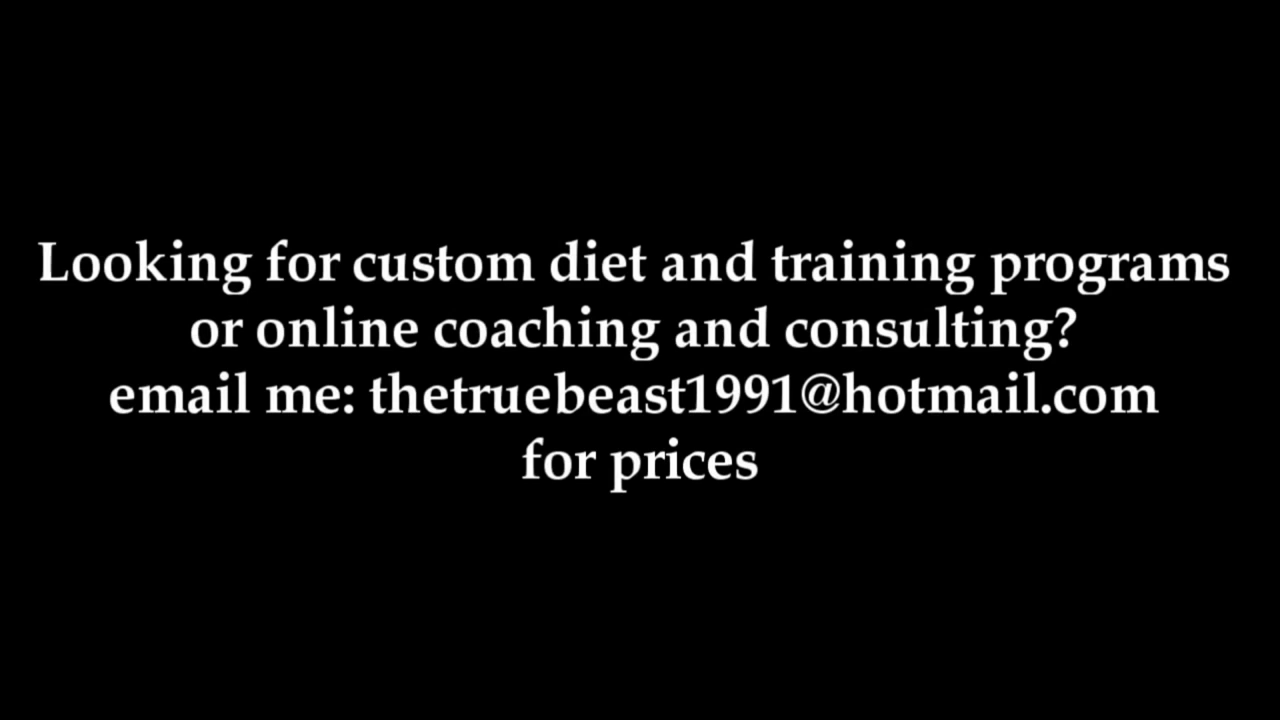 Looking for custom diet and training programs
or online coaching and consulting?
email me: thetruebeast1991@hotmail.com
for prices